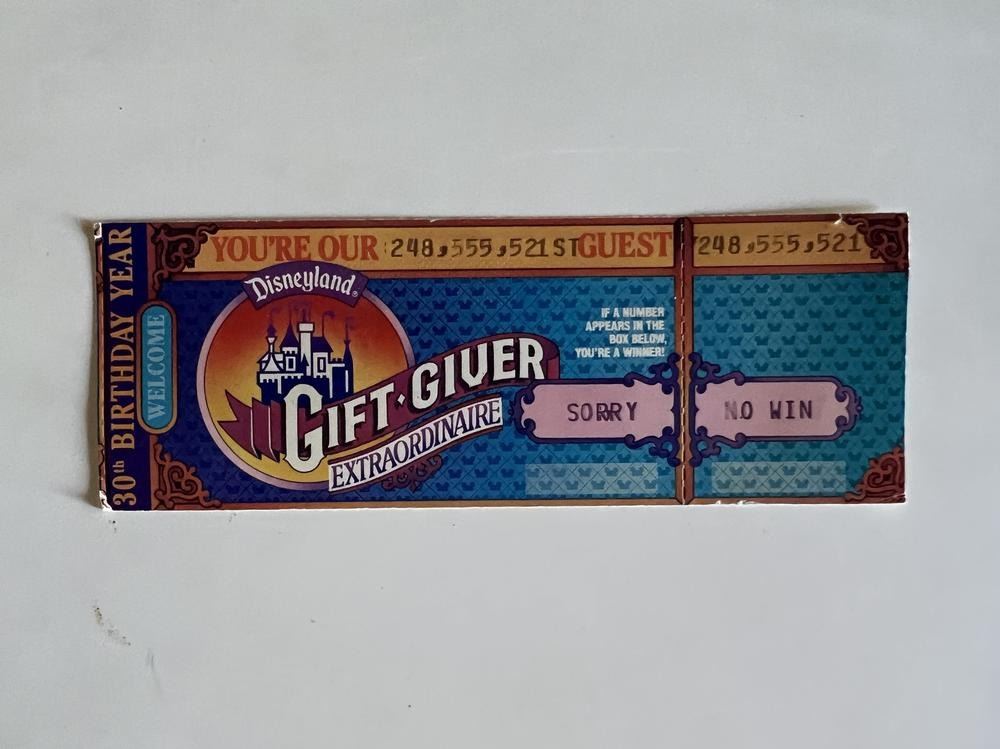 30th BIRTHDAY YEAR
WELCOME
YOU'RE OUR 248,555,521 ST GUEST
248,555,521
Disneyland®
GIFT-GIVER
EXTRAORDINAIRE
IF A NUMBER
APPEARS IN THE
BOX BELOW,
YOU'RE A WINNER!
SORRY
NO WIN